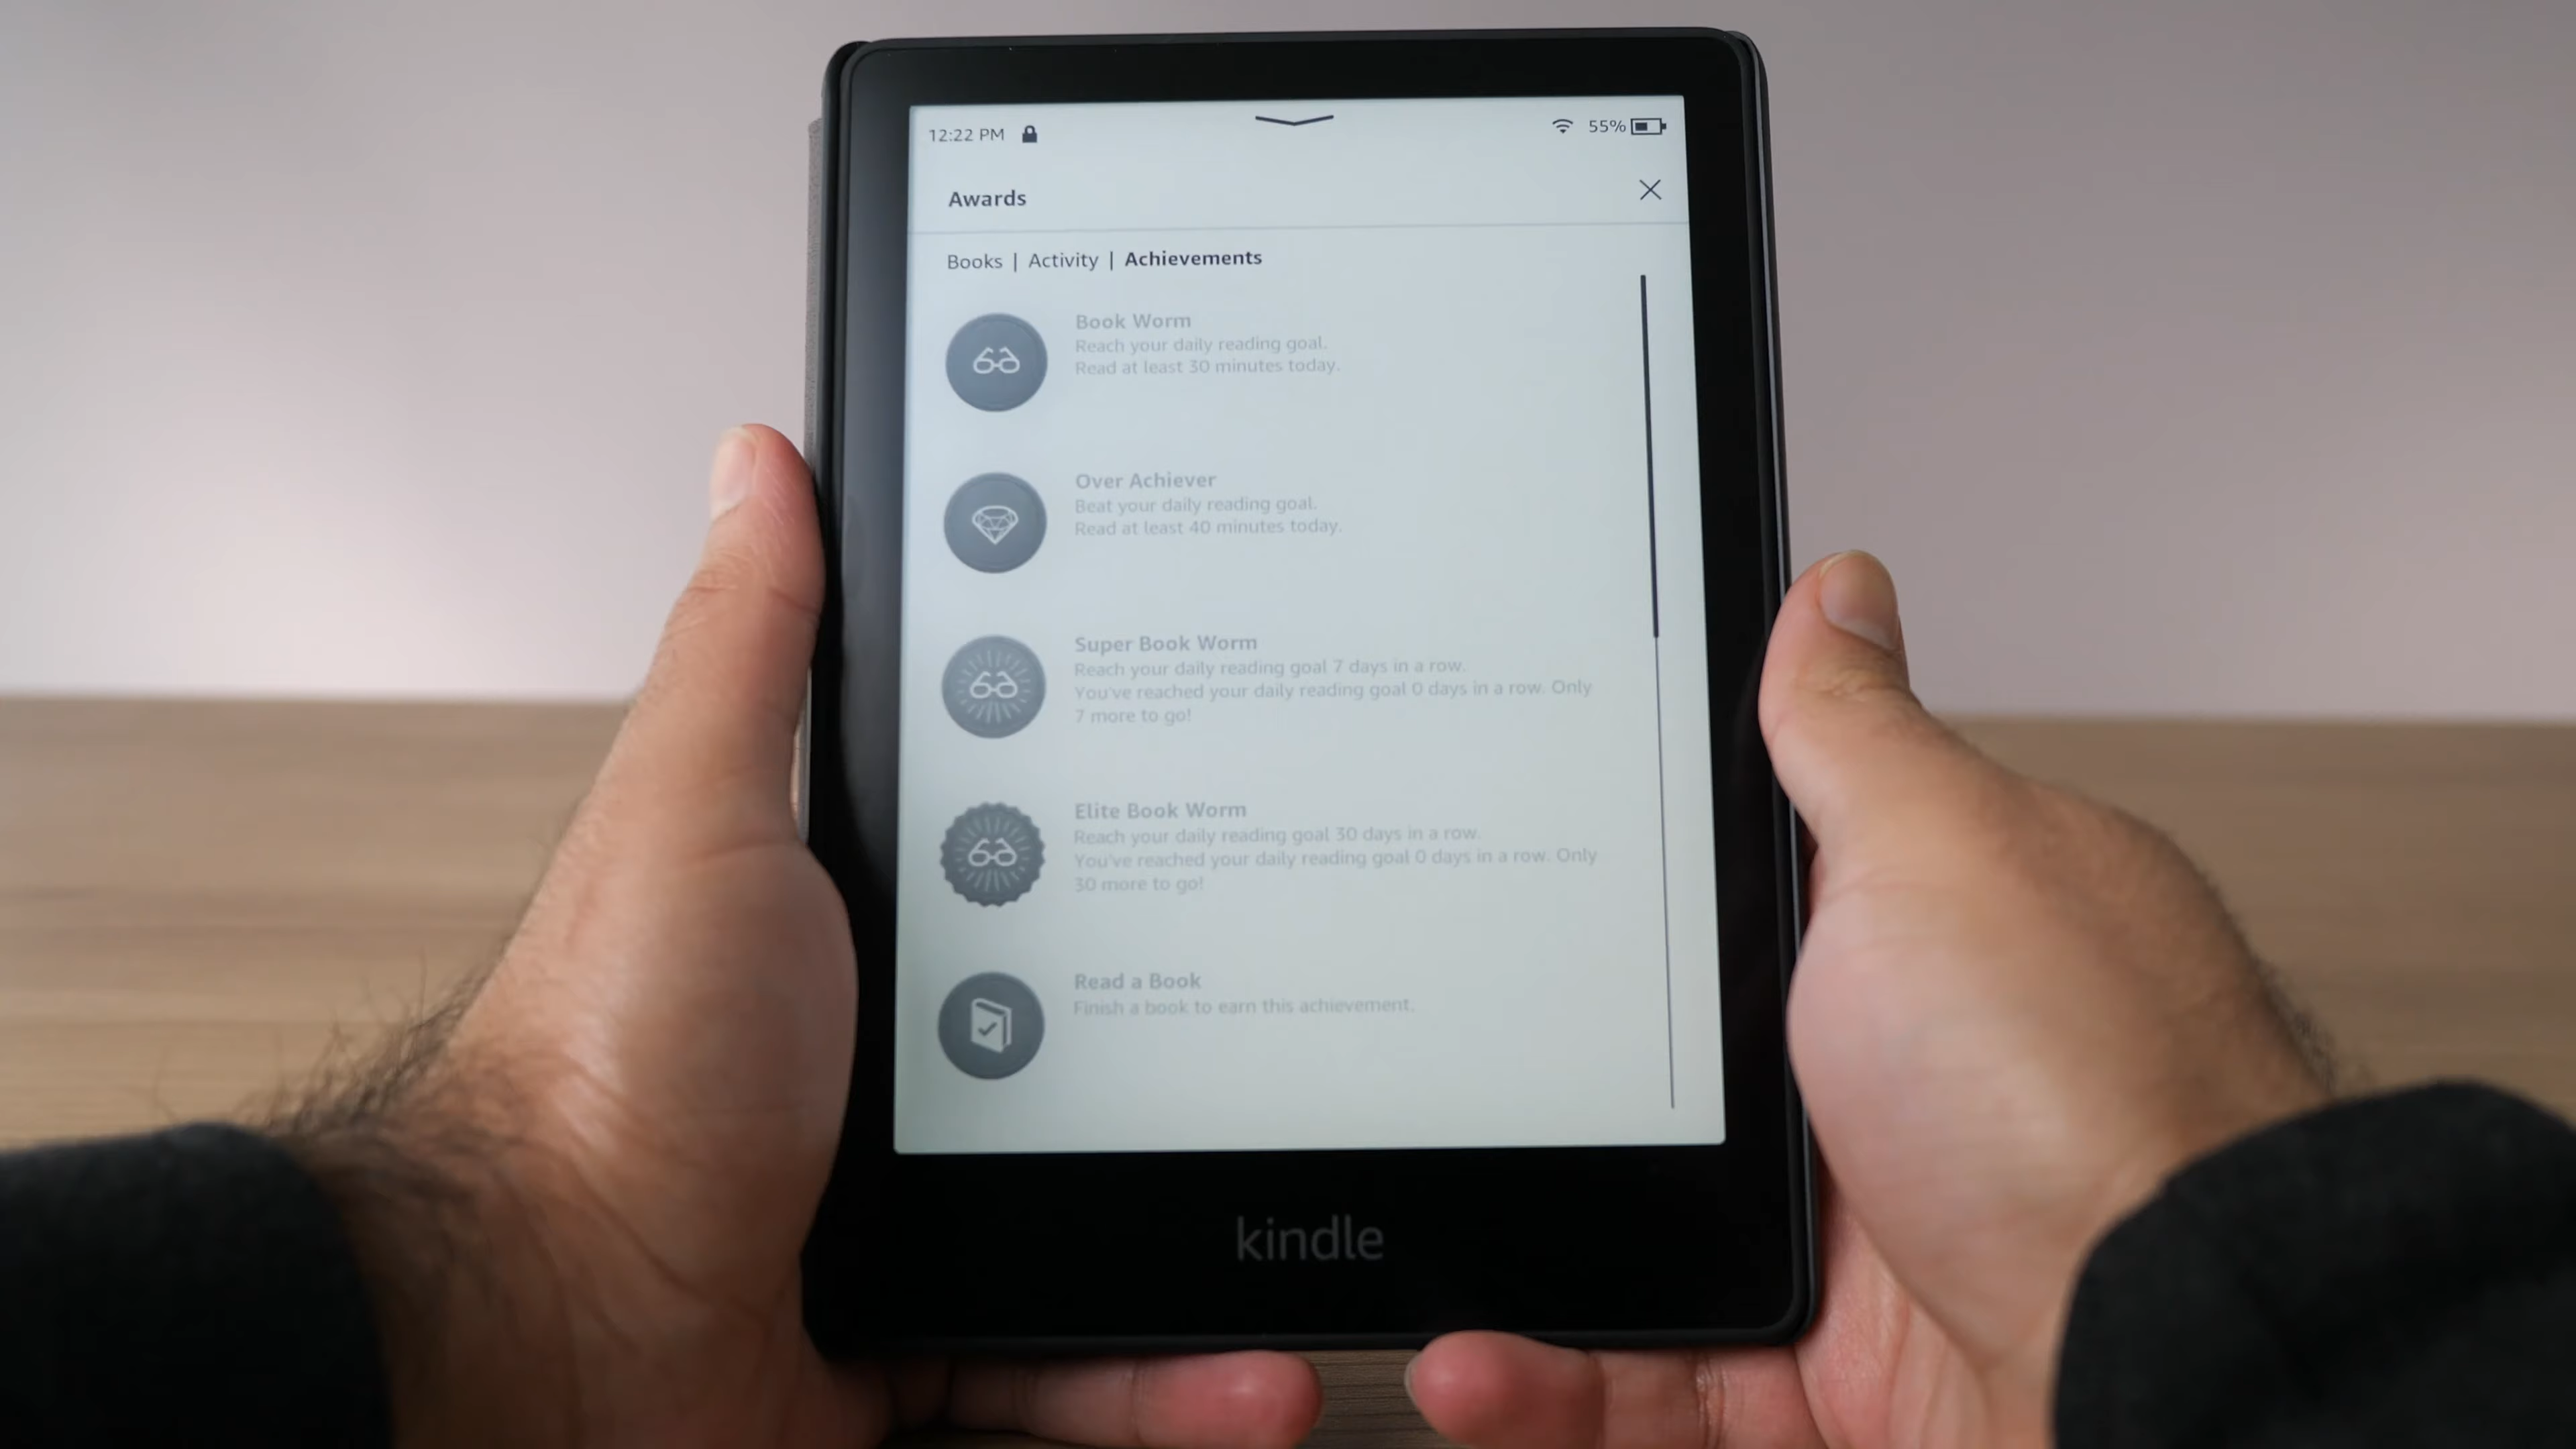 12:22 PM 55%
Awards
Books | Activity | Achievements
Book Worm
Reach your daily reading goal.
Read at least 30 minutes today.
Over Achiever
Beat your daily reading goal.
Read at least 40 minutes today.
Super Book Worm
Reach your daily reading goal 7 days in a row.
You've reached your daily reading goal 0 days in a row. Only
7 more to go!
Elite Book Worm
Reach your daily reading goal 30 days in a row.
You've reached your daily reading goal 0 days in a row. Only
30 more to go!
Read a Book
Finish a book to earn this achievement.
kindle